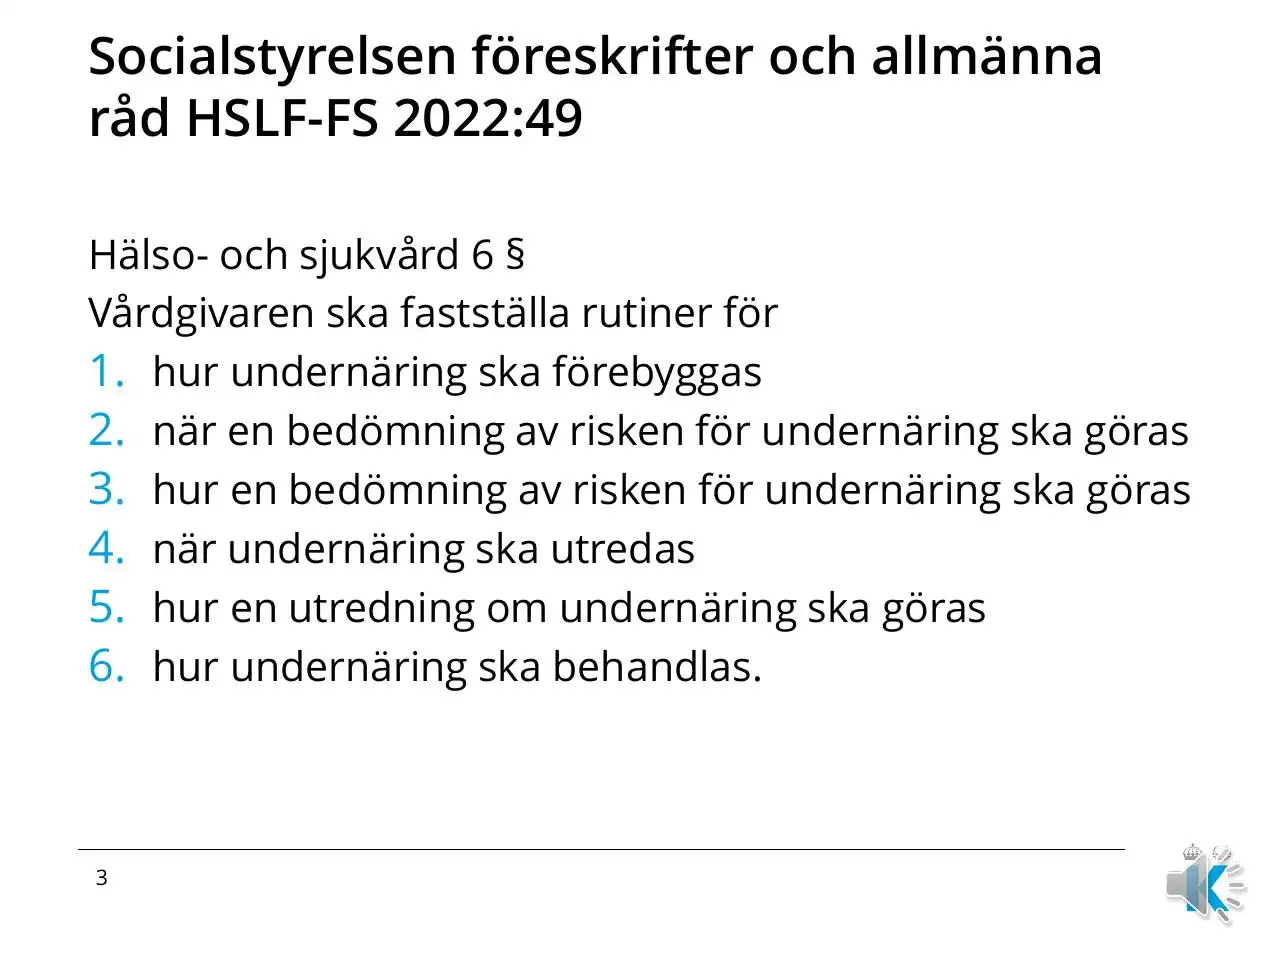 Socialstyrelsen föreskrifter och allmänna
råd HSLF-FS 2022:49
Hälso- och sjukvård 6 §
Vårdgivaren ska fastställa rutiner för
1. hur undernäring ska förebyggas
2. när en bedömning av risken för undernäring ska göras
3. hur en bedömning av risken för undernäring ska göras
4. när undernäring ska utredas
5. hur en utredning om undernäring ska göras
6. hur undernäring ska behandlas.
3
K